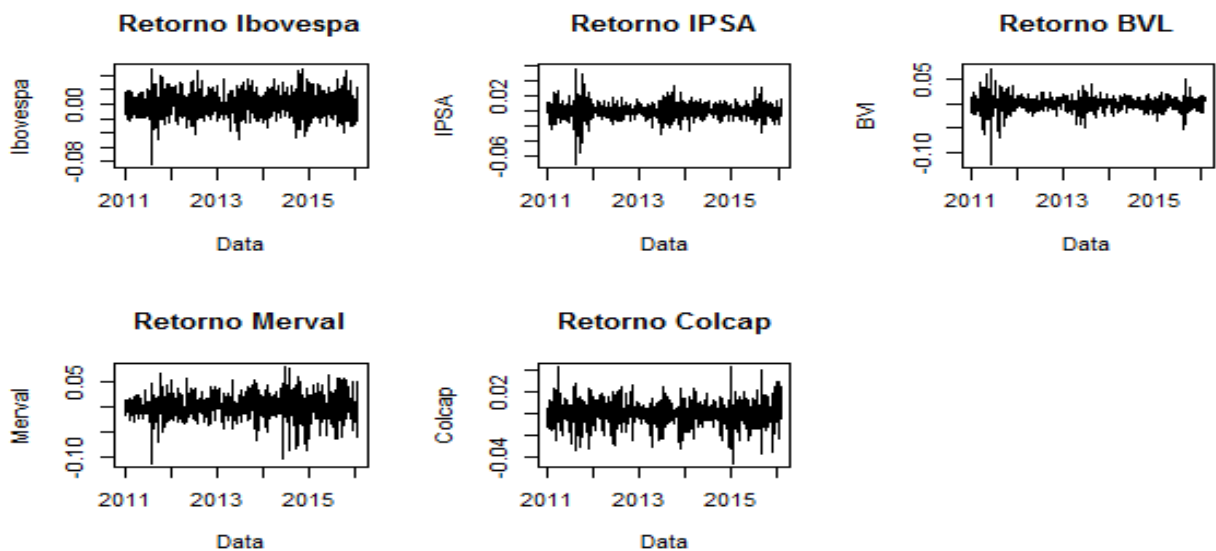 Retorno Ibovespa
Ibovespa
0.00
-0.08
2011 2013 2015
Data
Retorno IPSA
IPSA
0.02
-0.06
2011 2013 2015
Data
Retorno BVL
BVI
0.05
-0.10
2011 2013 2015
Data
Retorno Merval
Merval
0.05
-0.10
2011 2013 2015
Data
Retorno Colcap
Colcap
0.02
-0.04
2011 2013 2015
Data